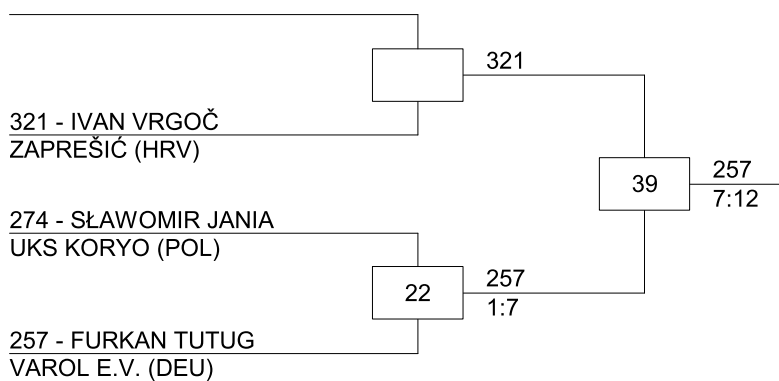 321
321 - IVAN VRGOČ
ZAPREŠIĆ (HRV)
39
257
7:12
274 - SŁAWOMIR JANIA
UKS KORYO (POL)
22
257
1:7
257 - FURKAN TUTUG
VAROL E.V. (DEU)